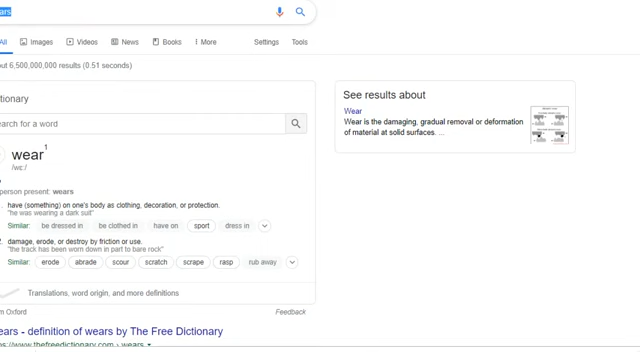 ars
All Images Videos News Books More Settings Tools
out 6,500,000,000 results (0.51 seconds)
tionary
earch for a word
wear1
/wɛː/
person present: wears
1. have (something) on one's body as clothing, decoration, or protection.
"he was wearing a dark suit"
Similar: be dressed in be clothed in have on sport dress in
2. damage, erode, or destroy by friction or use.
"the track has been worn down in part to bare rock"
Similar: erode abrade scour scratch scrape rasp rub away
Translations, word origin, and more definitions
m Oxford Feedback
ears - definition of wears by The Free Dictionary
ps://www.thefreedictionary.com › wears
See results about
Wear
Wear is the damaging, gradual removal or deformation
of material at solid surfaces. ...